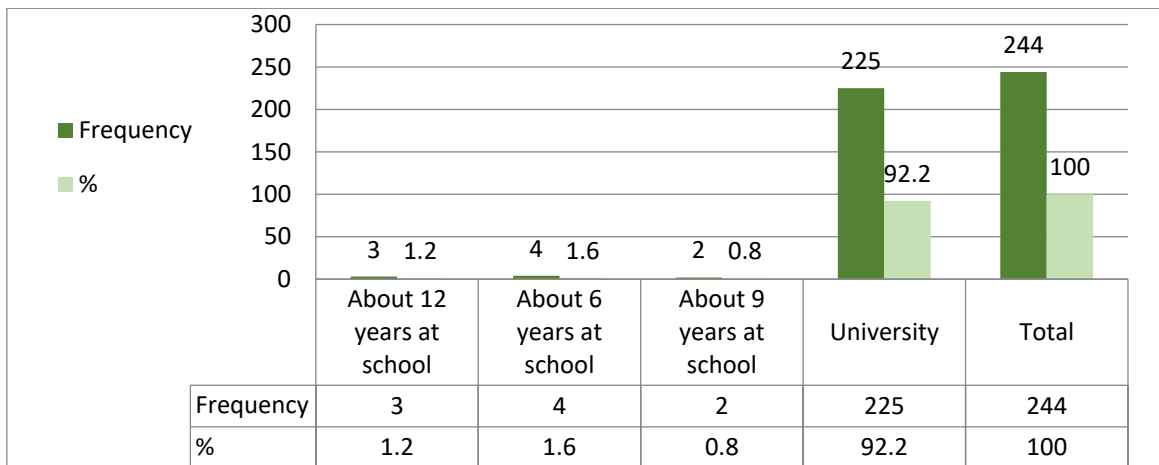 300
250
200
150
100
50
0
Frequency
%
3 1.2 4 1.6 2 0.8 225 92.2 244 100
About 12
years at
school
About 6
years at
school
About 9
years at
school
University
Total
Frequency 3 4 2 225 244
% 1.2 1.6 0.8 92.2 100